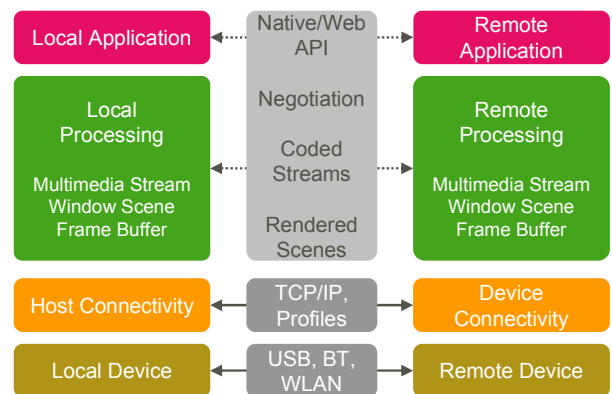 Local Application
Native/Web
API
Remote
Application
Local
Processing
Multimedia Stream
Window Scene
Frame Buffer
Negotiation
Coded
Streams
Rendered
Scenes
Remote
Processing
Multimedia Stream
Window Scene
Frame Buffer
Host Connectivity
TCP/IP,
Profiles
Device
Connectivity
Local Device
USB, BT,
WLAN
Remote Device